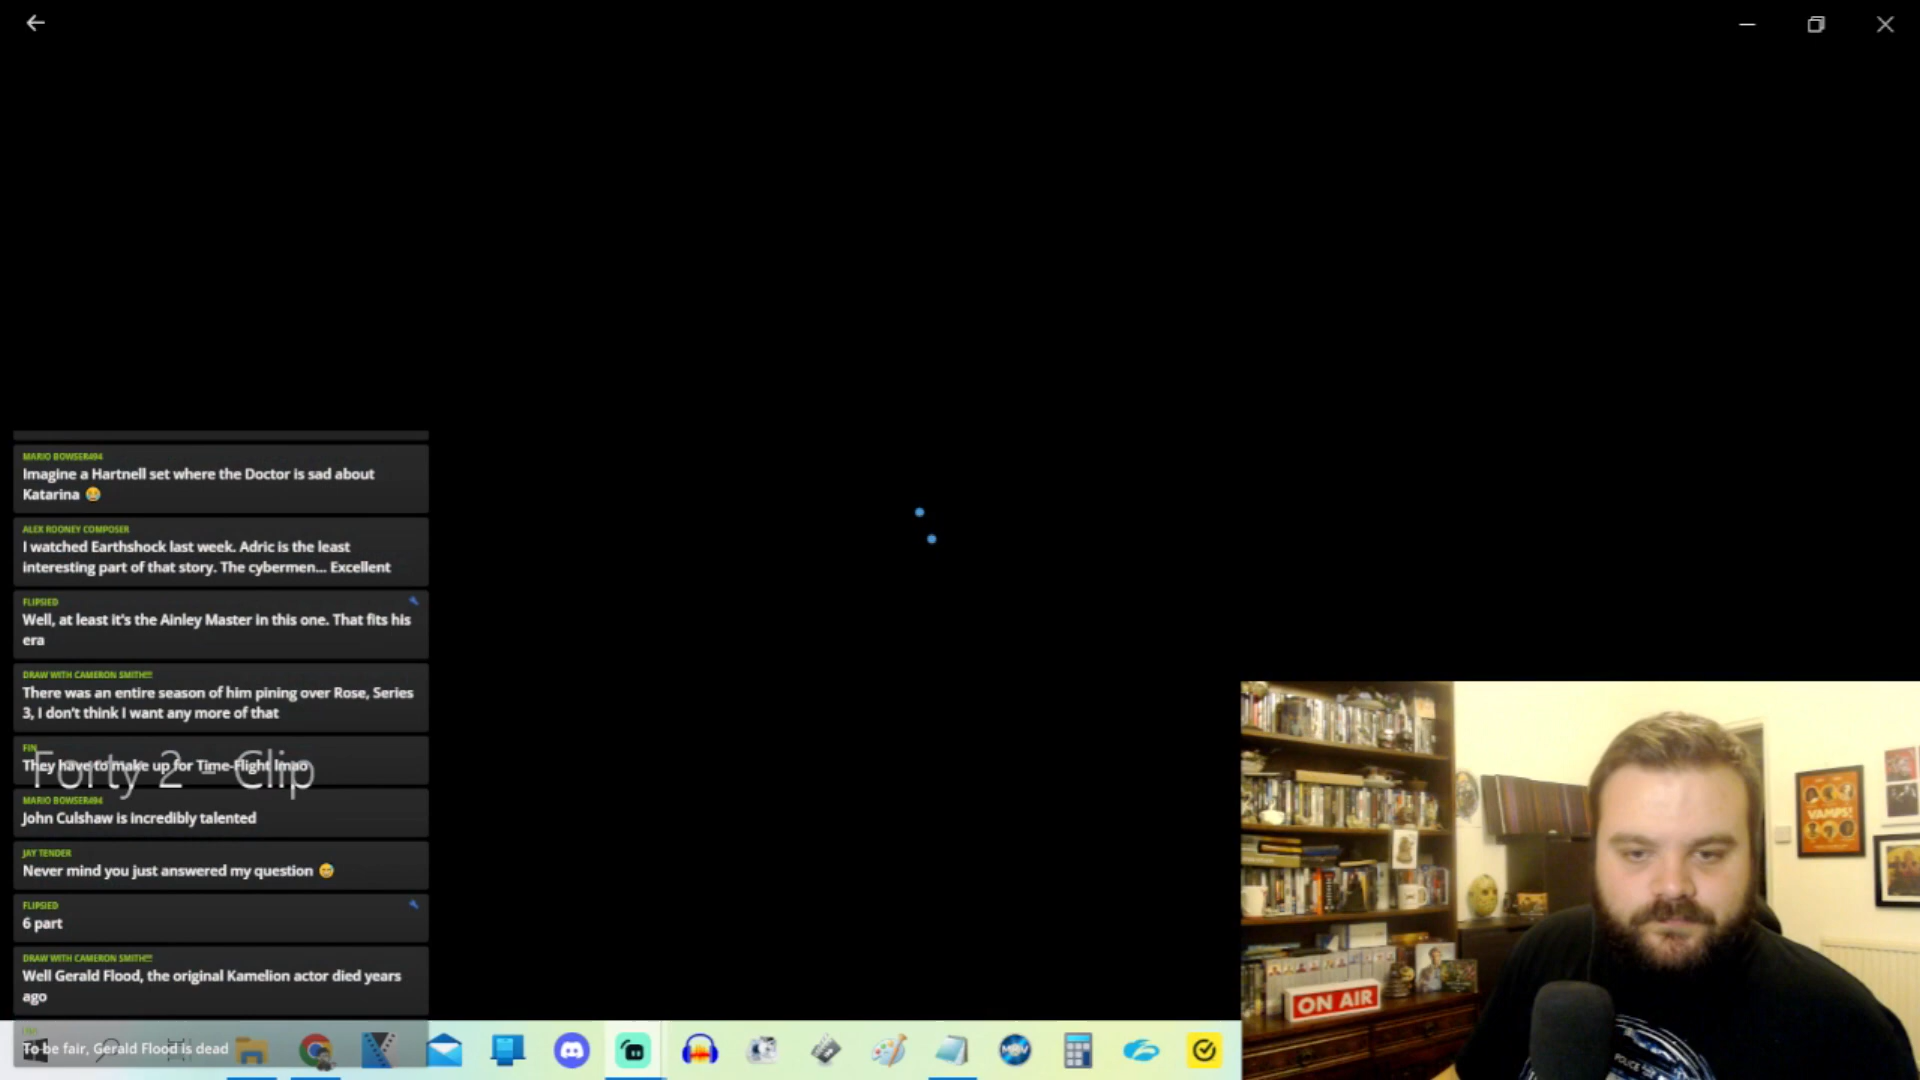 MARIO BOWSER494
Imagine a Hartnell set where the Doctor is sad about
Katarina 😂
ALEX ROONEY COMPOSER
I watched Earthshock last week. Adric is the least
interesting part of that story. The cybermen... Excellent
FLIPSIED
Well, at least it's the Ainley Master in this one. That fits his
era
DRAW WITH CAMERON SMITH!!!
There was an entire season of him pining over Rose, Series
3, I don't think I want any more of that
FIN
They have to make up for Time-Flight lmao
Forty 2 - Clip
MARIO BOWSER494
John Culshaw is incredibly talented
JAY TENDER
Never mind you just answered my question 😅
FLIPSIED
6 part
DRAW WITH CAMERON SMITH!!!
Well Gerald Flood, the original Kamelion actor died years
ago
To be fair, Gerald Flood is dead
VAMPS!
ON AIR
POLICE
MOV